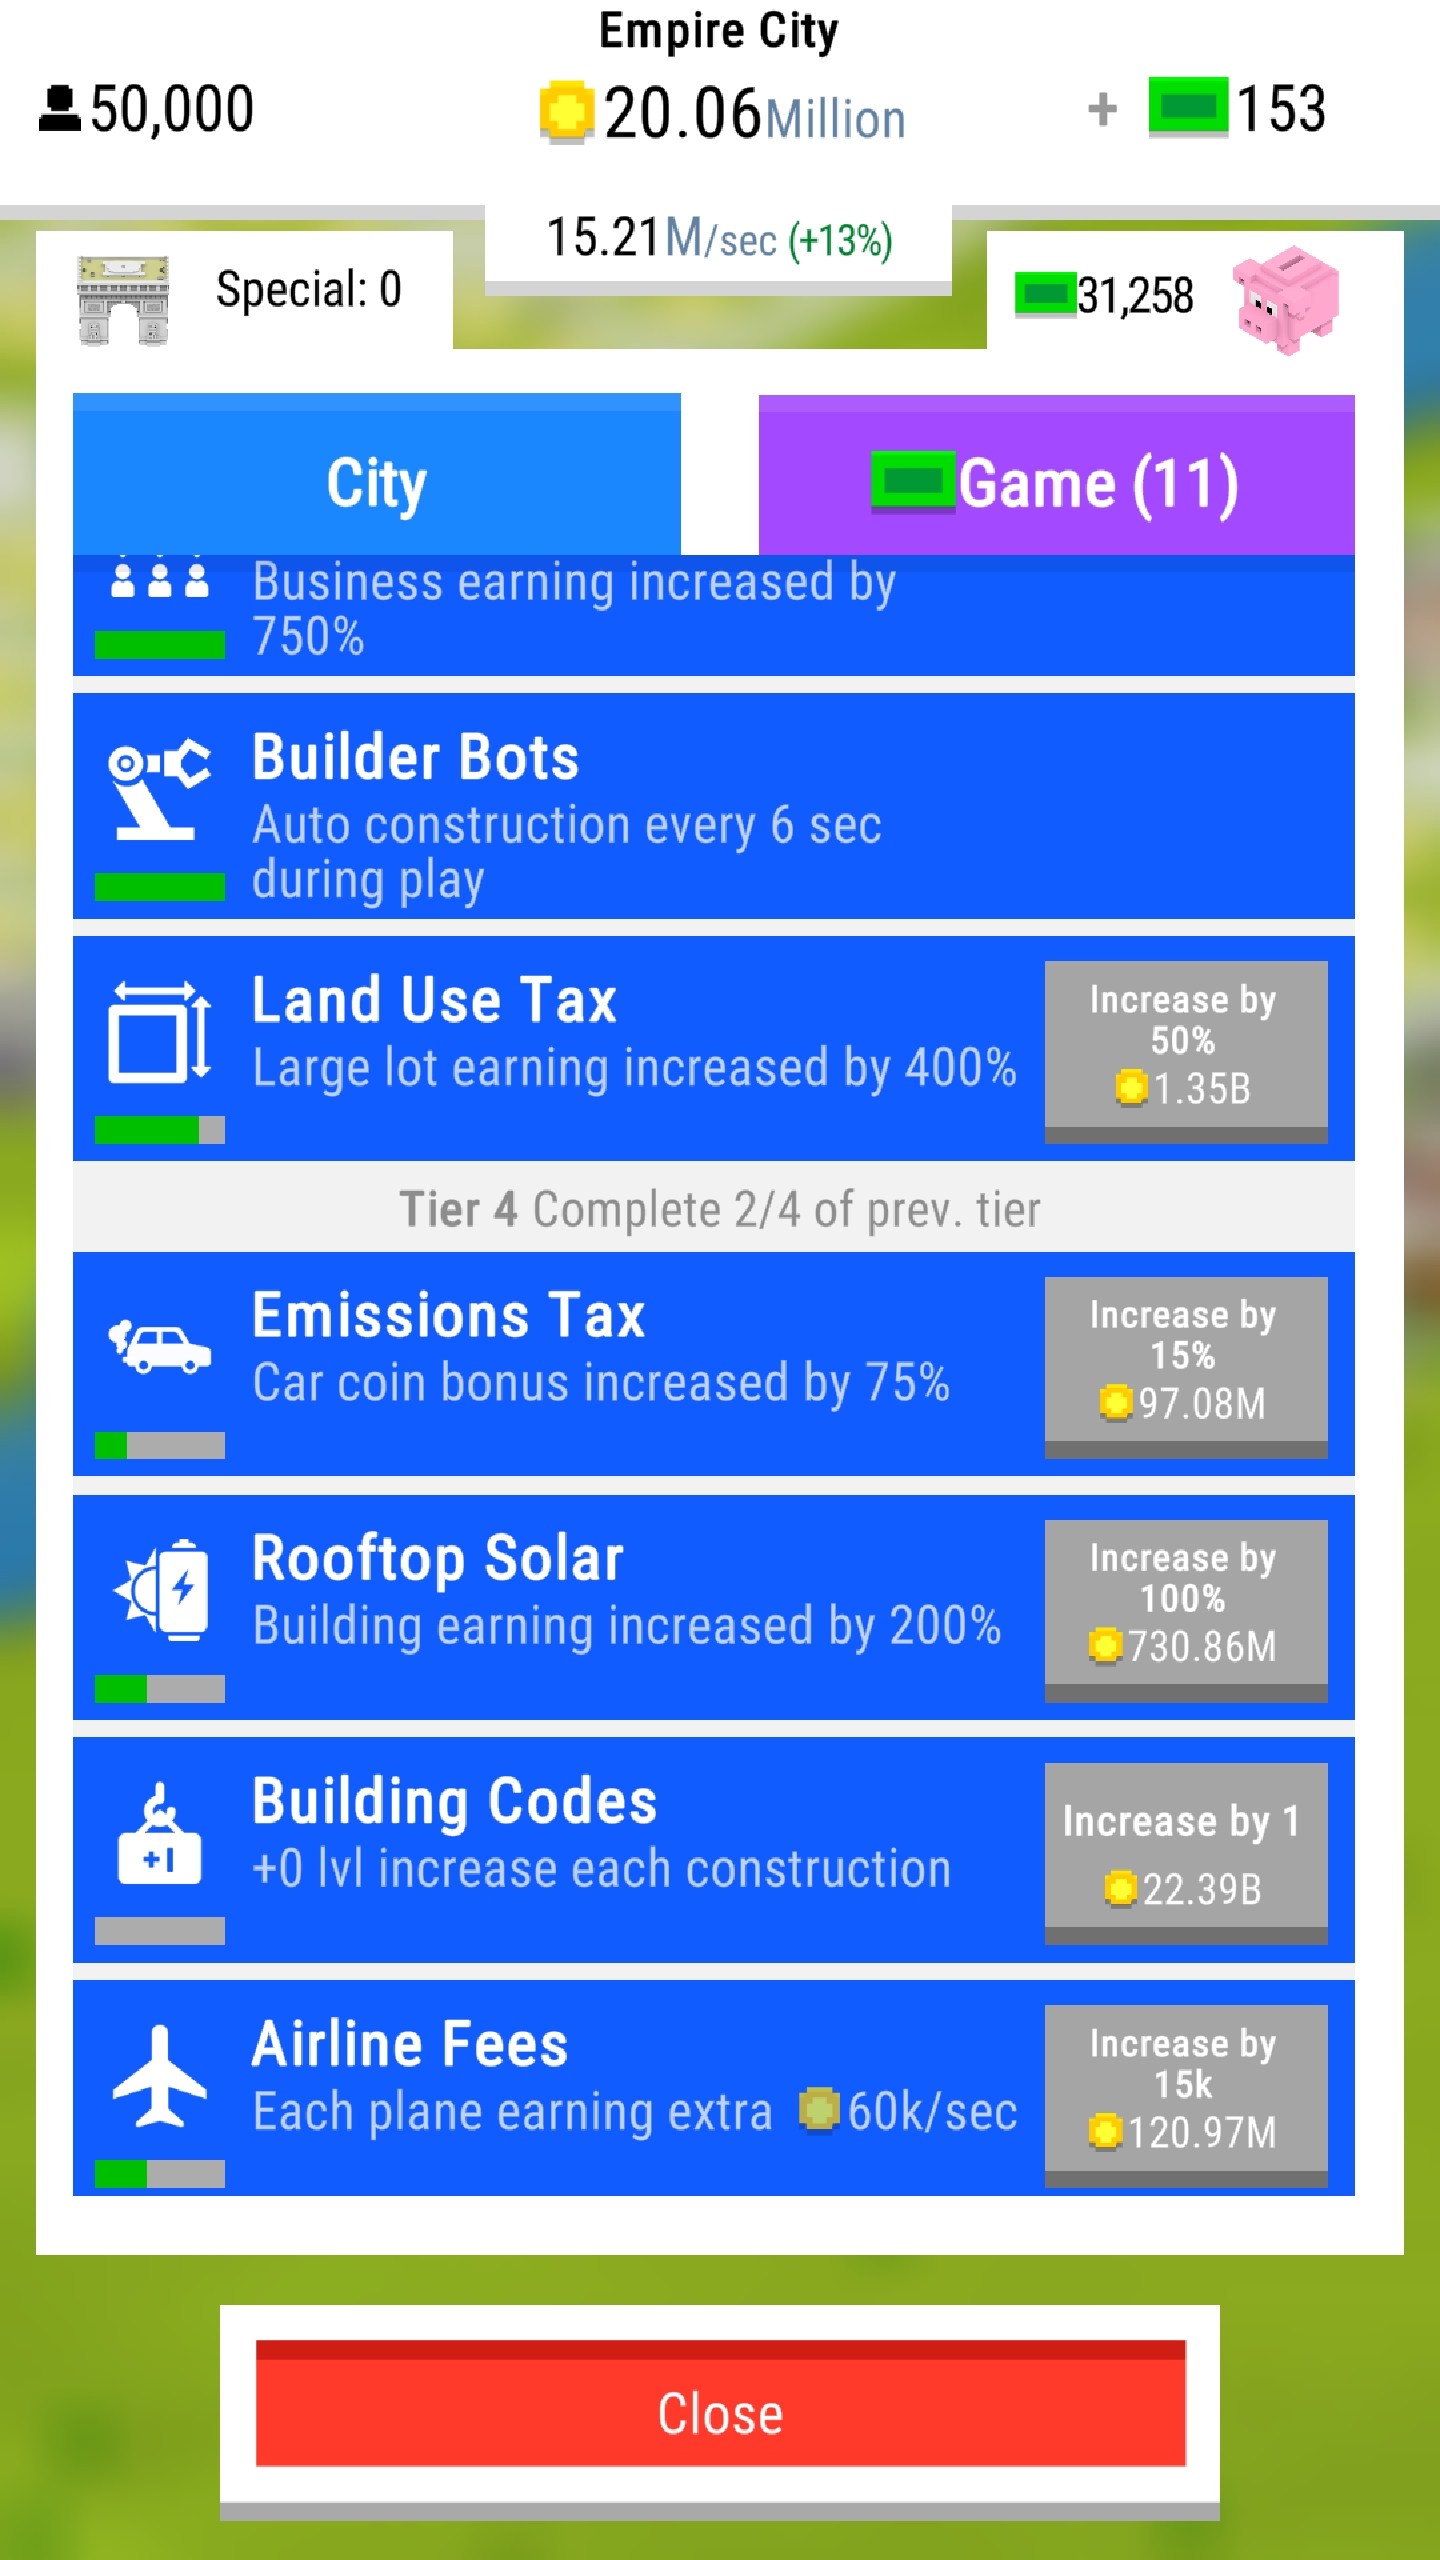 Empire City
50,000
20.06Million
+ 153
15.21M/sec (+13%)
Special: 0
31,258
City
Game (11)
Business earning increased by
750%
Builder Bots
Auto construction every 6 sec
during play
Land Use Tax
Large lot earning increased by 400%
Increase by
50%
1.35B
Tier 4 Complete 2/4 of prev. tier
Emissions Tax
Car coin bonus increased by 75%
Increase by
15%
97.08M
Rooftop Solar
Building earning increased by 200%
Increase by
100%
730.86M
+1
Building Codes
+0 lvl increase each construction
Increase by 1
22.39B
Airline Fees
Each plane earning extra 60k/sec
Increase by
15k
120.97M
Close